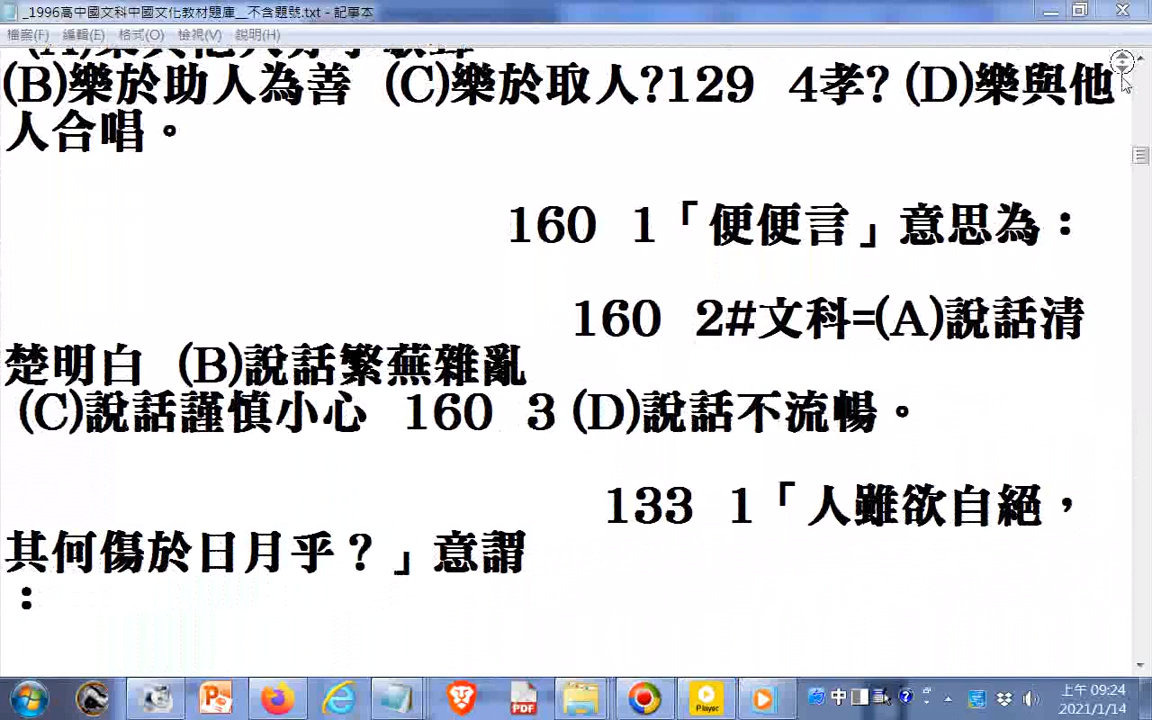 _1996高中國文科中國文化教材題庫__不含題號.txt - 記事本
檔案(F) 編輯(E) 格式(O) 檢視(V) 說明(H)
(B)樂於助人為善 (C)樂於取人?129 4孝? (D)樂與他
人合唱。
160 1「便便言」意思為：
160 2#文科=(A)說話清
楚明白 (B)說話繁蕪雜亂
(C)說話謹慎小心 160 3 (D)說話不流暢。
133 1「人雖欲自絕，
其何傷於日月乎？」意謂
：
PDF
Player
中
上午 09:24
2021/1/14